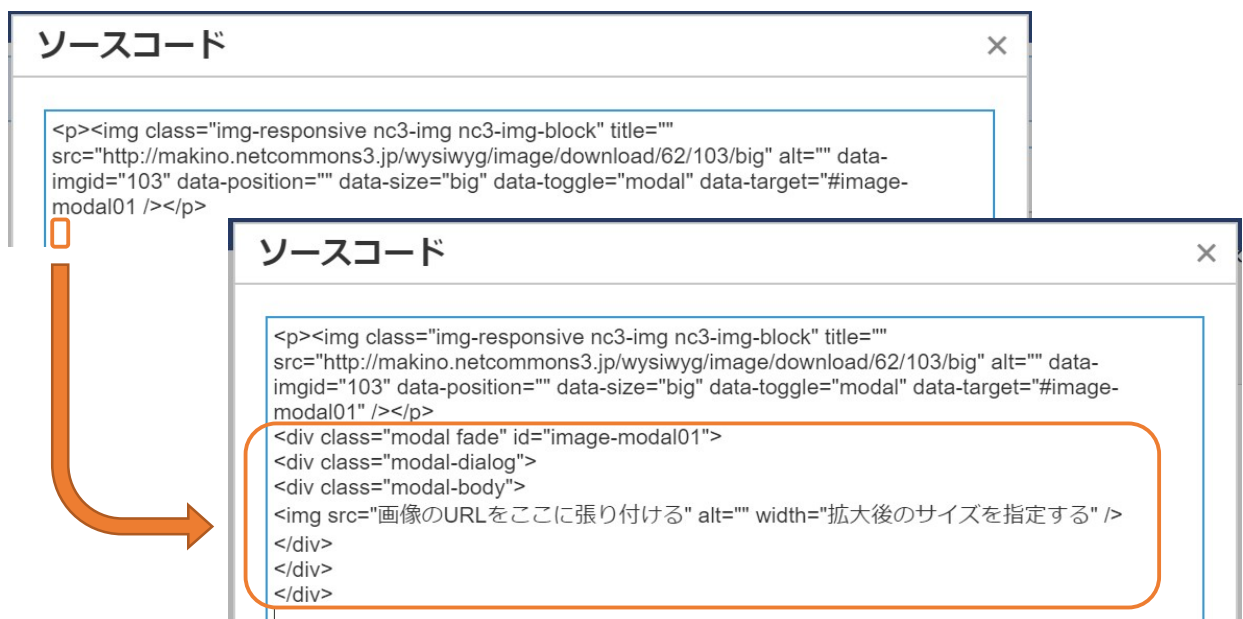 ソースコード
×
<p><img class="img-responsive nc3-img nc3-img-block" title=""
src="http://makino.netcommons3.jp/wysiwyg/image/download/62/103/big" alt="" data-
imgid="103" data-position="" data-size="big" data-toggle="modal" data-target="#image-
modal01 /></p>
ソースコード
×
<p><img class="img-responsive nc3-img nc3-img-block" title=""
src="http://makino.netcommons3.jp/wysiwyg/image/download/62/103/big" alt="" data-
imgid="103" data-position="" data-size="big" data-toggle="modal" data-target="#image-
modal01" /></p>
<div class="modal fade" id="image-modal01">
<div class="modal-dialog">
<div class="modal-body">
<img src="画像のURLをここに張り付ける" alt="" width="拡大後のサイズを指定する" />
</div>
</div>
</div>